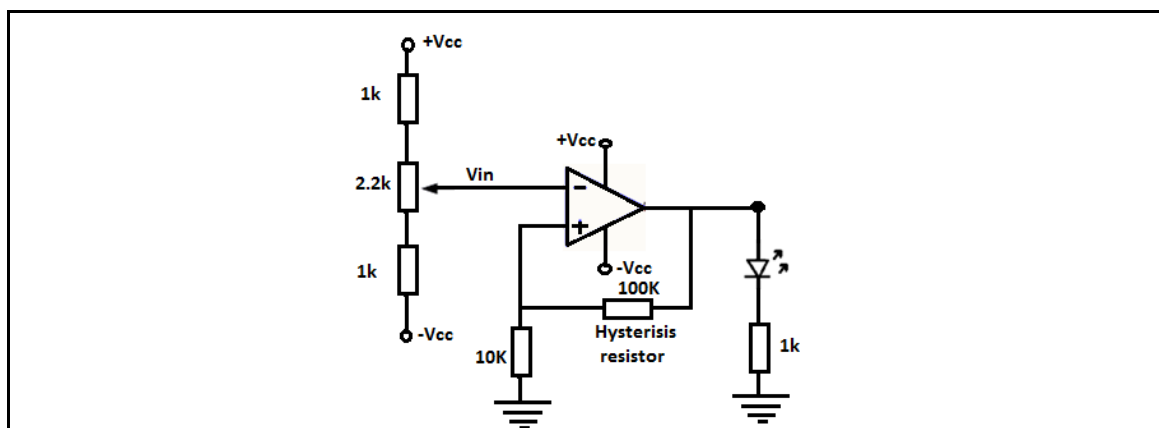 +Vcc
1k
+Vcc
2.2k
Vin
-
+
1k
-Vcc
100K
-Vcc
Hysterisis
resistor
10K
1k